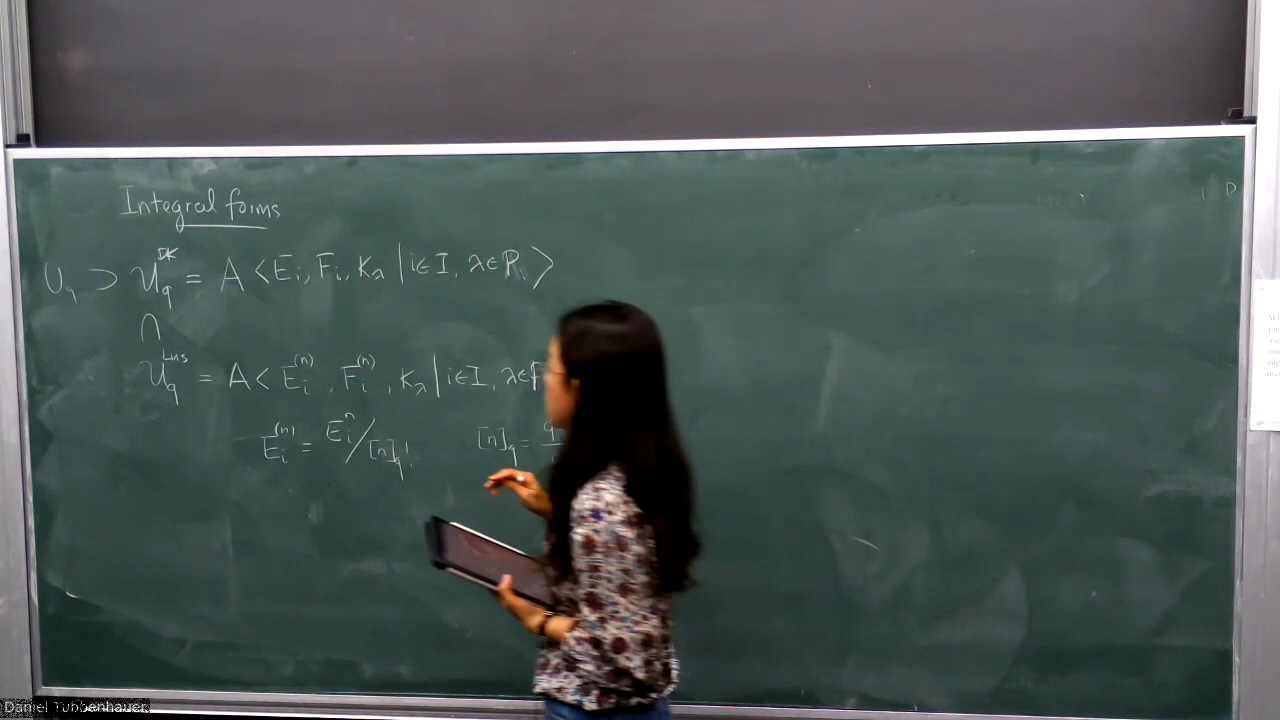 Integral forms
U_q ⊃ U_q^{DK} = A < E_i, F_i, K_λ | i∈I, λ∈P >
∩
U_q^{Lus} = A < E_i^{(n)}, F_i^{(n)}, K_λ | i∈I, λ∈P
E_i^{(n)} = E_i^n / [n]_q! [n]_q = q
Daniel Tubbenhauer